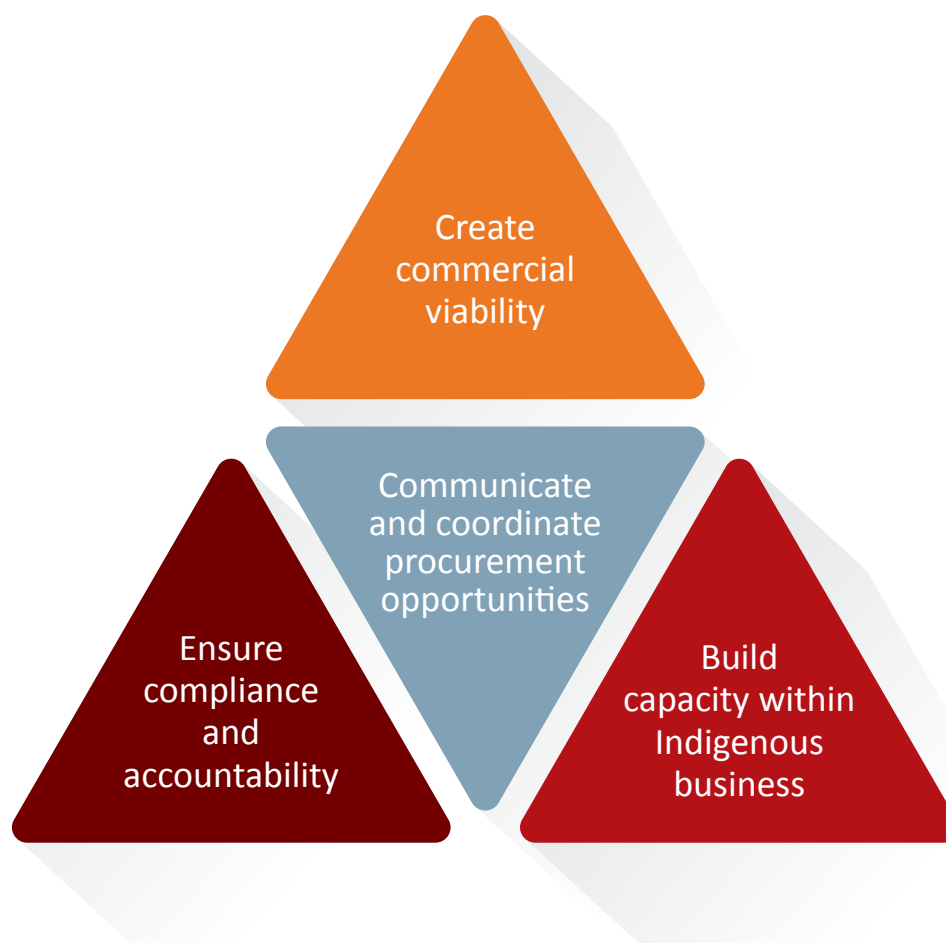 Create
commercial
viability
Communicate
and coordinate
procurement
opportunities
Ensure
compliance
and
accountability
Build
capacity within
Indigenous
business